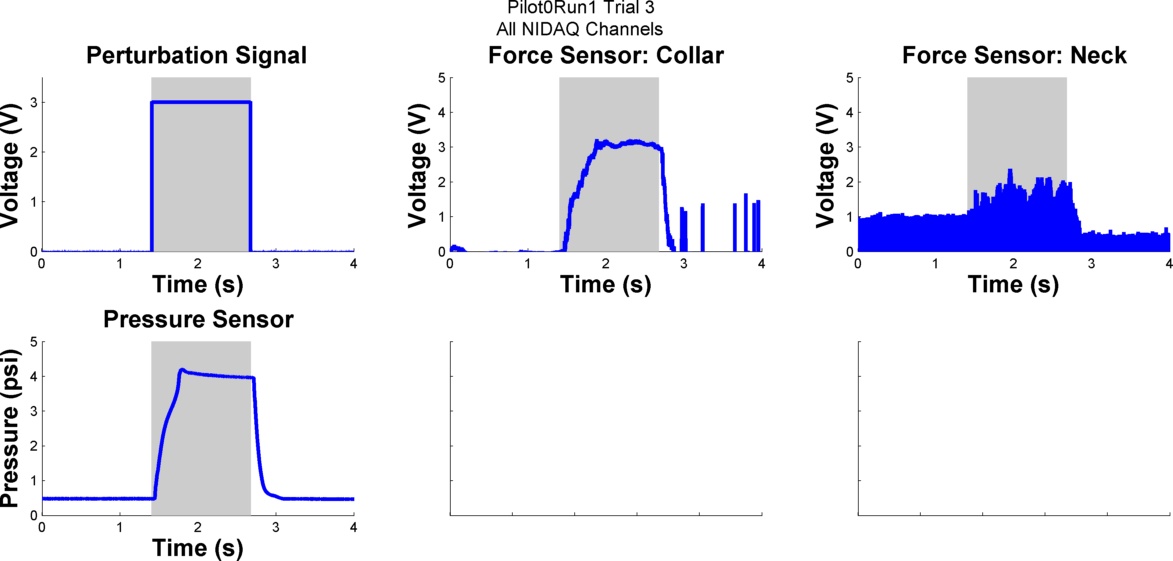 Pilot0Run1 Trial 3
All NIDAQ Channels
Perturbation Signal
Voltage (V)
3
2
1
0
0 1 2 3 4
Time (s)
Force Sensor: Collar
Voltage (V)
5
4
3
2
1
0
0 1 2 3 4
Time (s)
Force Sensor: Neck
Voltage (V)
5
4
3
2
1
0
0 1 2 3 4
Time (s)
Pressure Sensor
Pressure (psi)
5
4
3
2
1
0
0 1 2 3 4
Time (s)